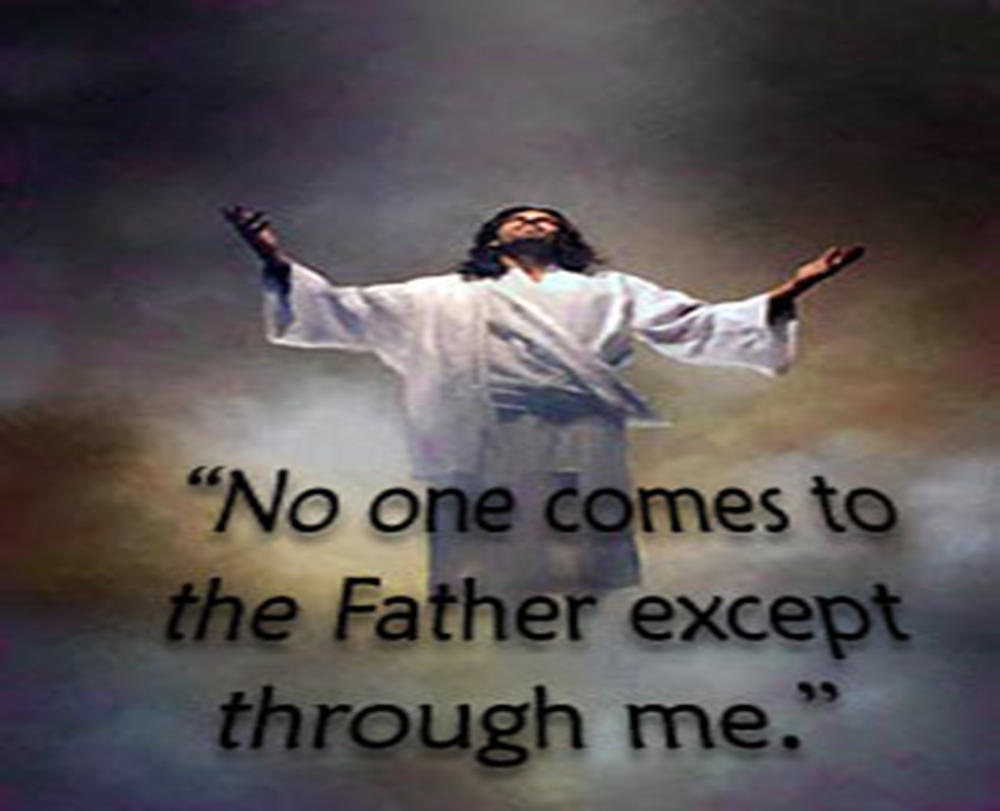 “No one comes to
the Father except
through me.”